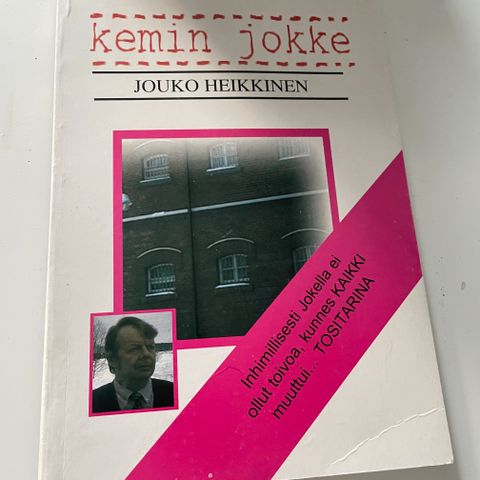 kemin jokke
JOUKO HEIKKINEN
Inhimillisesti Jokella ei
ollut toivoa, kunnes KAIKKI
muuttui... TOSITARINA